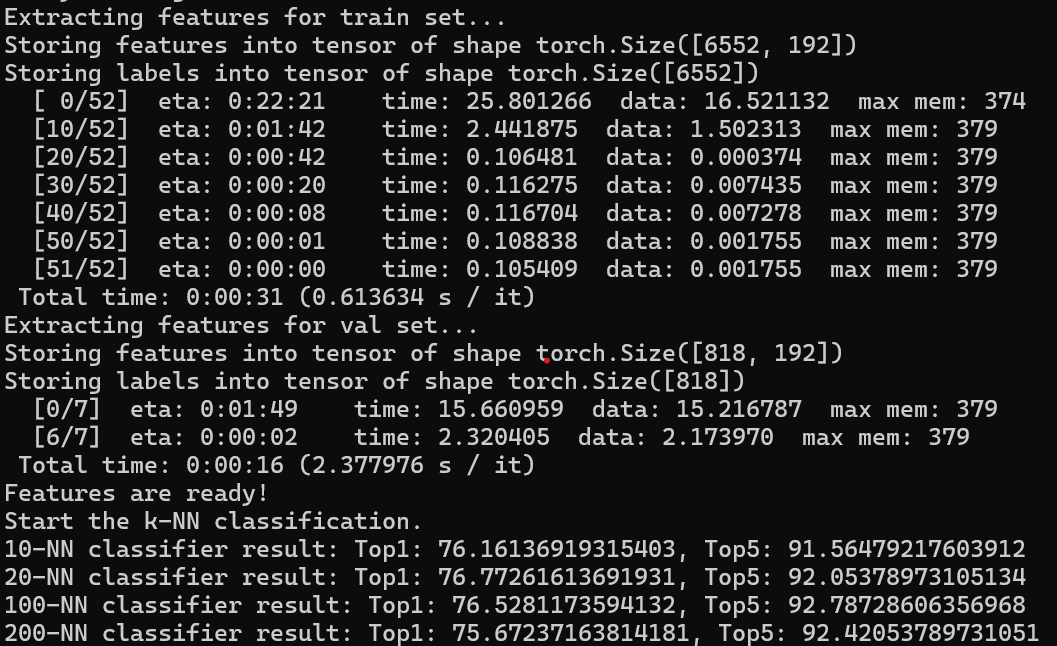 Extracting features for train set...
Storing features into tensor of shape torch.Size([6552, 192])
Storing labels into tensor of shape torch.Size([6552])
  [ 0/52]  eta: 0:22:21    time: 25.801266  data: 16.521132  max mem: 374
  [10/52]  eta: 0:01:42    time: 2.441875  data: 1.502313  max mem: 379
  [20/52]  eta: 0:00:42    time: 0.106481  data: 0.000374  max mem: 379
  [30/52]  eta: 0:00:20    time: 0.116275  data: 0.007435  max mem: 379
  [40/52]  eta: 0:00:08    time: 0.116704  data: 0.007278  max mem: 379
  [50/52]  eta: 0:00:01    time: 0.108838  data: 0.001755  max mem: 379
  [51/52]  eta: 0:00:00    time: 0.105409  data: 0.001755  max mem: 379
 Total time: 0:00:31 (0.613634 s / it)
Extracting features for val set...
Storing features into tensor of shape torch.Size([818, 192])
Storing labels into tensor of shape torch.Size([818])
  [0/7]  eta: 0:01:49    time: 15.660959  data: 15.216787  max mem: 379
  [6/7]  eta: 0:00:02    time: 2.320405  data: 2.173970  max mem: 379
 Total time: 0:00:16 (2.377976 s / it)
Features are ready!
Start the k-NN classification.
10-NN classifier result: Top1: 76.16136919315403, Top5: 91.56479217603912
20-NN classifier result: Top1: 76.77261613691931, Top5: 92.05378973105134
100-NN classifier result: Top1: 76.5281173594132, Top5: 92.78728606356968
200-NN classifier result: Top1: 75.67237163814181, Top5: 92.42053789731051